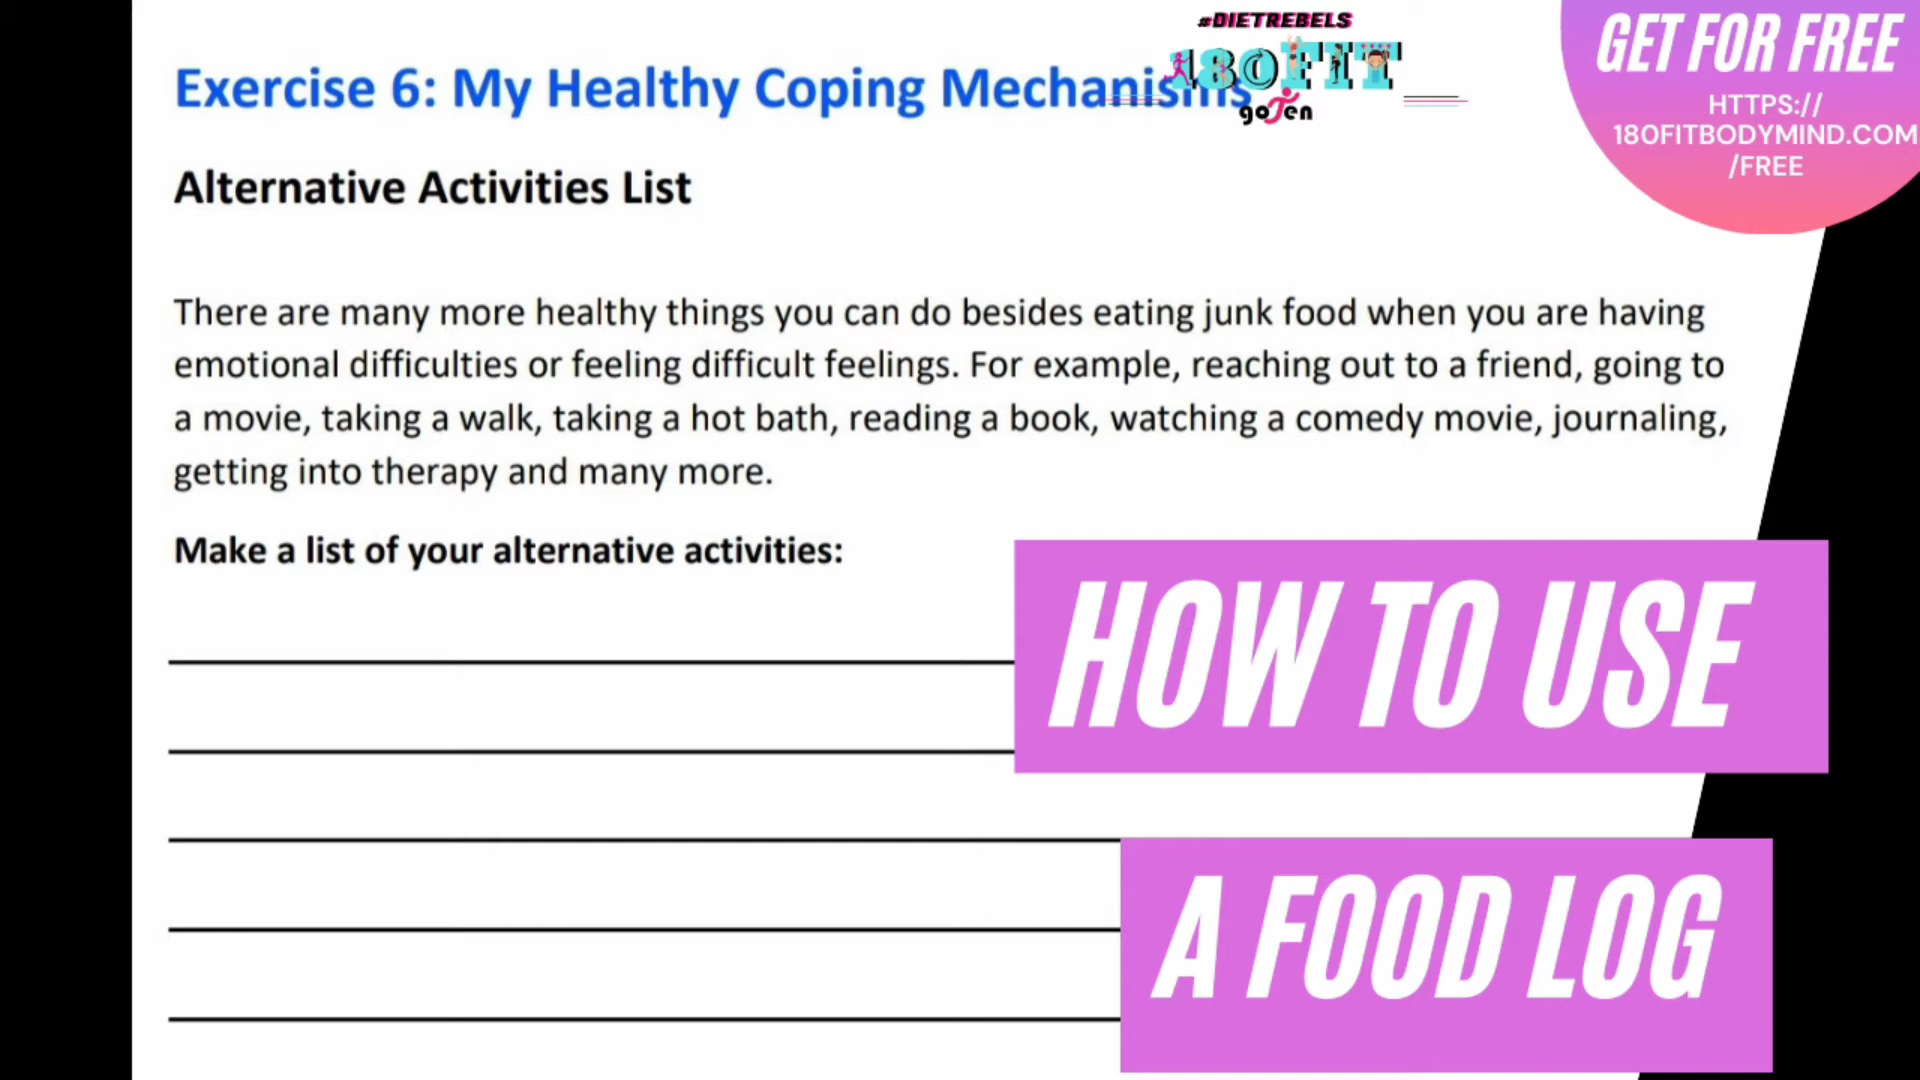 #DIETREBELS
180FIT
goTen
GET FOR FREE
HTTPS://
180FITBODYMIND.COM
/FREE
Exercise 6: My Healthy Coping Mechanisms
Alternative Activities List
There are many more healthy things you can do besides eating junk food when you are having
emotional difficulties or feeling difficult feelings. For example, reaching out to a friend, going to
a movie, taking a walk, taking a hot bath, reading a book, watching a comedy movie, journaling,
getting into therapy and many more.
Make a list of your alternative activities:
HOW TO USE
A FOOD LOG